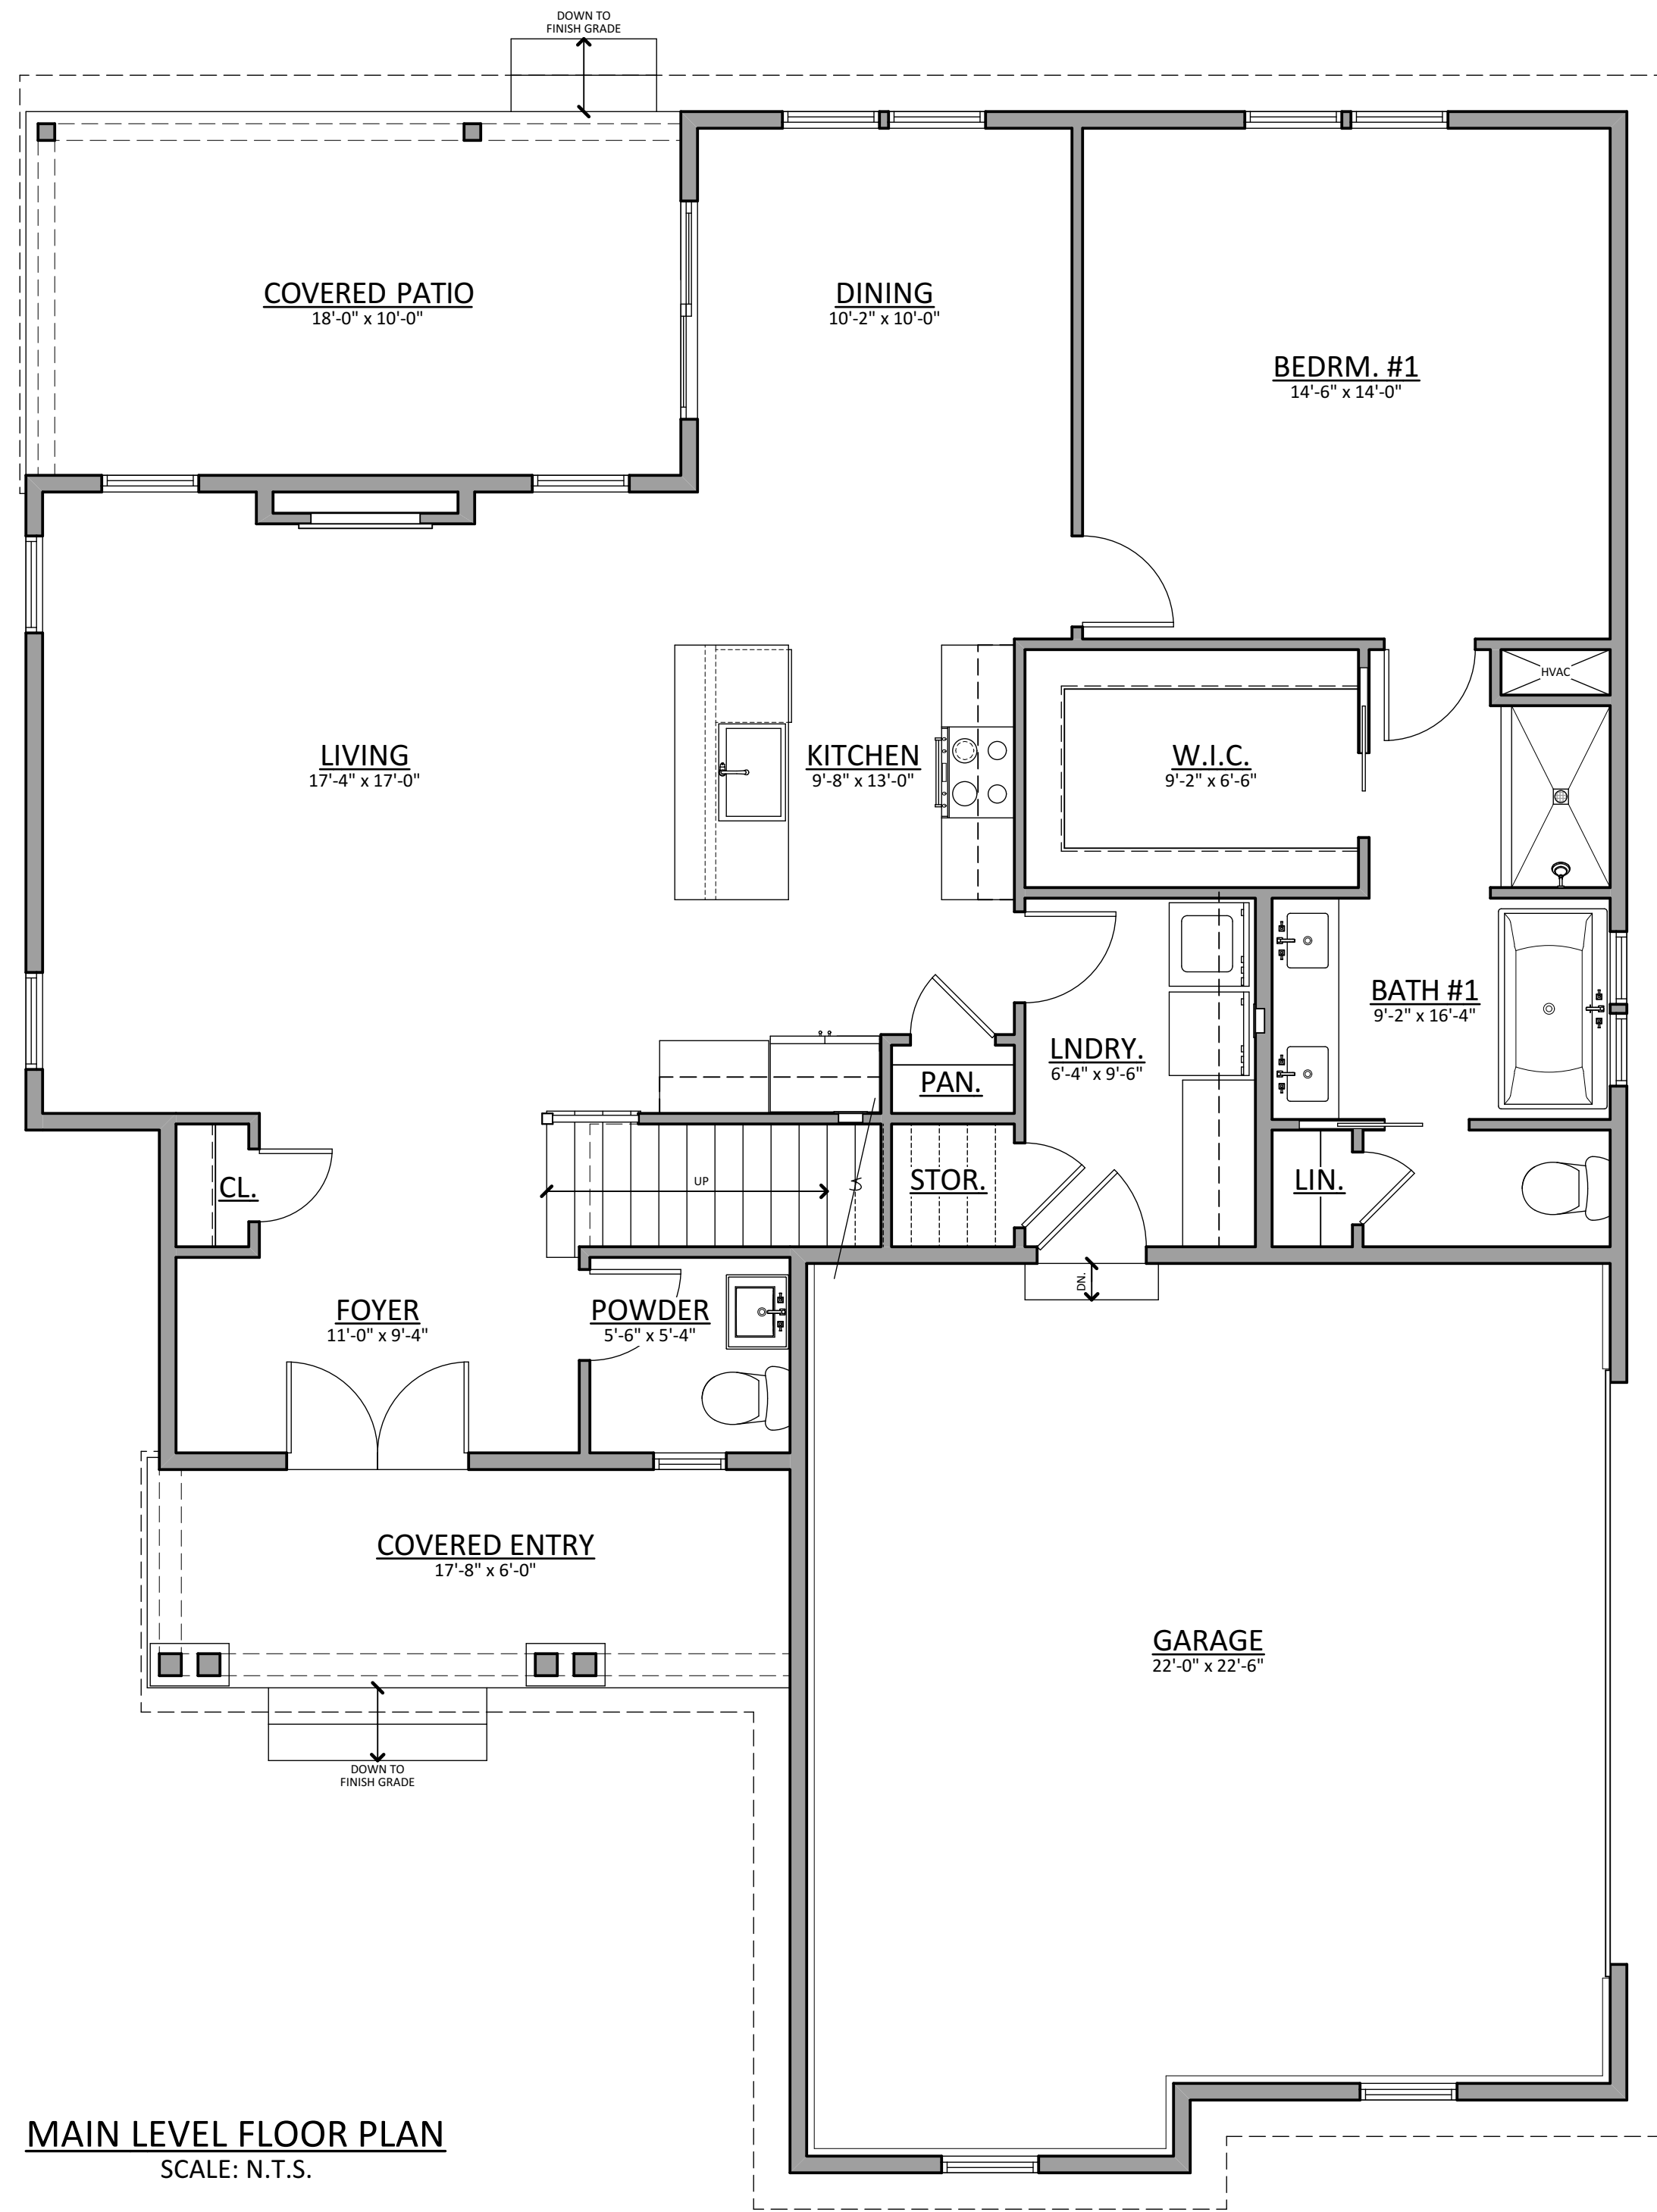 DOWN TO
FINISH GRADE
COVERED PATIO
18'-0" x 10'-0"
DINING
10'-2" x 10'-0"
BEDRM. #1
14'-6" x 14'-0"
HVAC
LIVING
17'-4" x 17'-0"
KITCHEN
9'-8" x 13'-0"
W.I.C.
9'-2" x 6'-6"
BATH #1
9'-2" x 16'-4"
LNDRY.
6'-4" x 9'-6"
PAN.
CL.
UP
STOR.
LIN.
DN.
FOYER
11'-0" x 9'-4"
POWDER
5'-6" x 5'-4"
COVERED ENTRY
17'-8" x 6'-0"
GARAGE
22'-0" x 22'-6"
DOWN TO
FINISH GRADE
MAIN LEVEL FLOOR PLAN
SCALE: N.T.S.